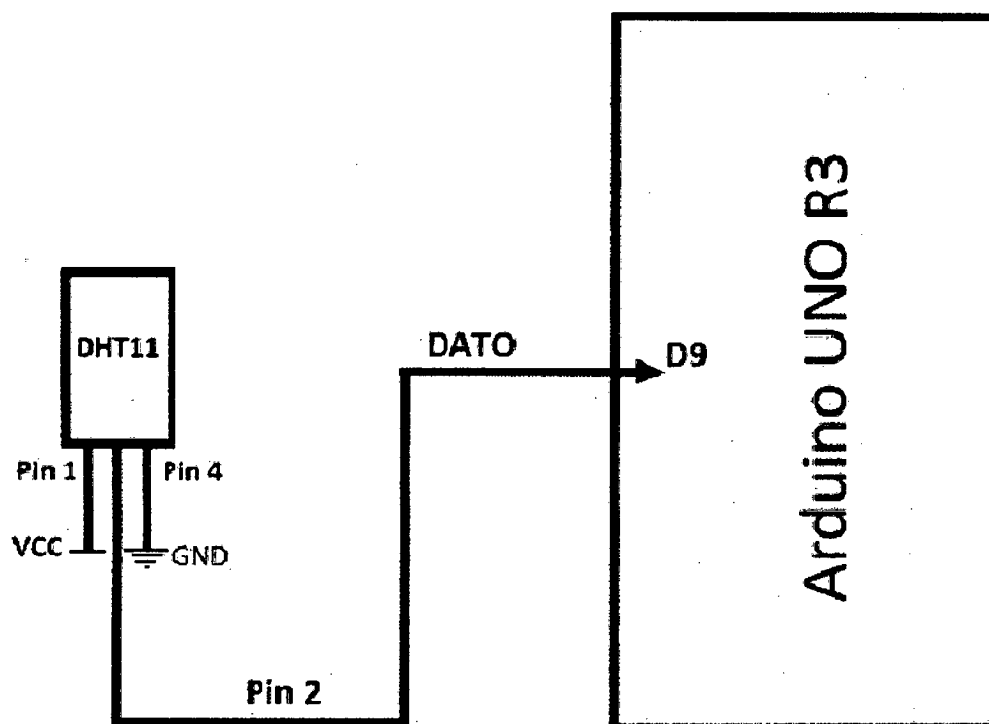 Arduino UNO R3
DHT11
DATO
D9
Pin 1
Pin 4
VCC
GND
Pin 2